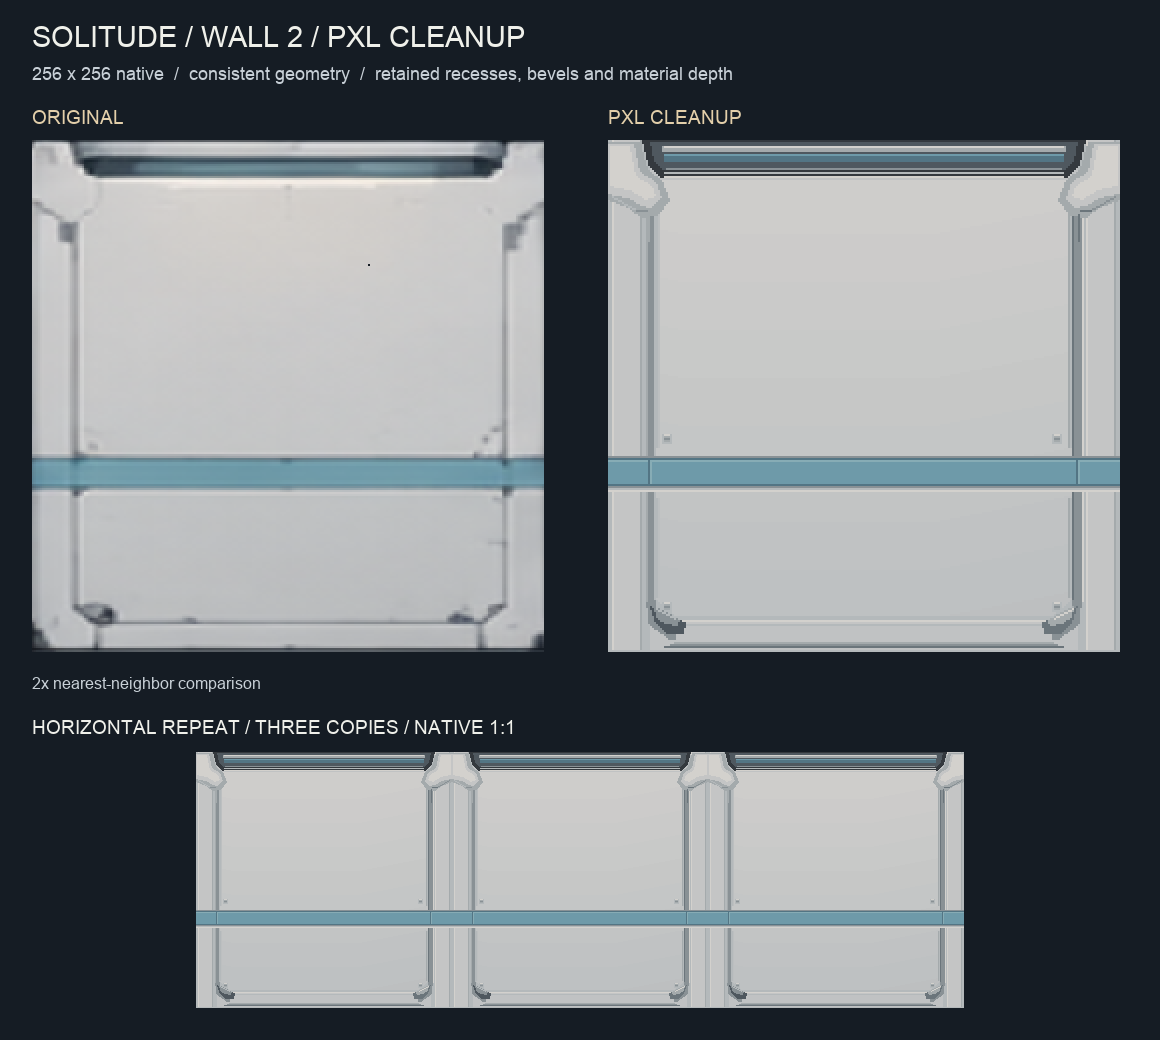 SOLITUDE / WALL 2 / PXL CLEANUP
256 x 256 native / consistent geometry / retained recesses, bevels and material depth
ORIGINAL
PXL CLEANUP
2x nearest-neighbor comparison
HORIZONTAL REPEAT / THREE COPIES / NATIVE 1:1